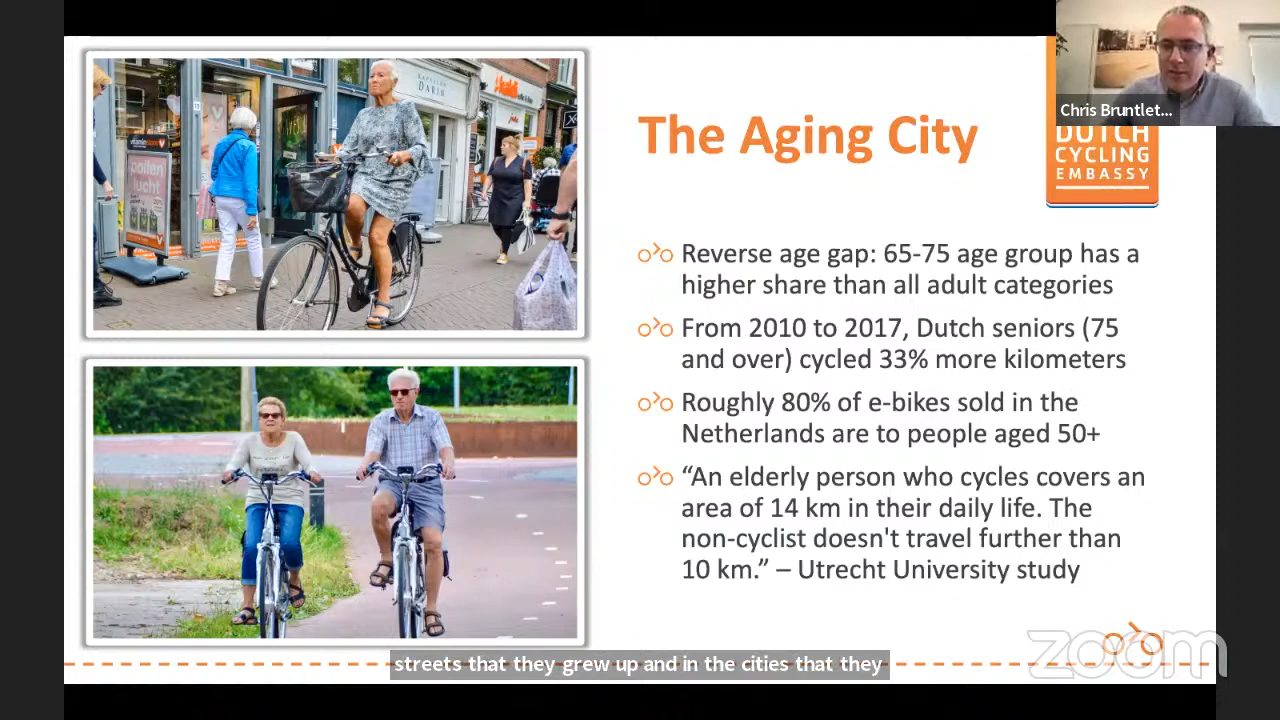 Chris Bruntlet...
The Aging City
DUTCH
CYCLING
EMBASSY
Reverse age gap: 65-75 age group has a
higher share than all adult categories
From 2010 to 2017, Dutch seniors (75
and over) cycled 33% more kilometers
Roughly 80% of e-bikes sold in the
Netherlands are to people aged 50+
“An elderly person who cycles covers an
area of 14 km in their daily life. The
non-cyclist doesn't travel further than
10 km.” – Utrecht University study
pollen
lucht
DARIM
zoom
streets that they grew up and in the cities that they